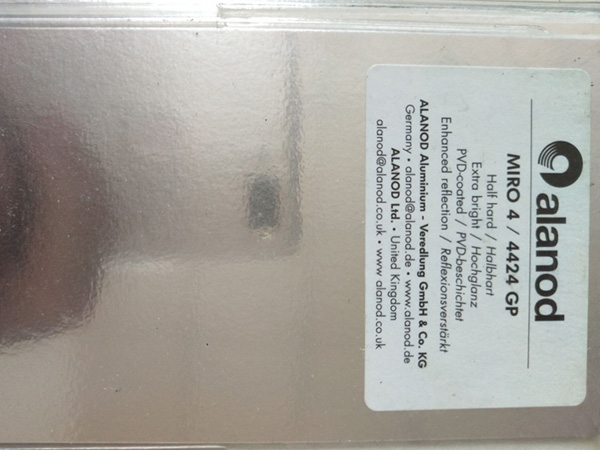 alanod
MIRO 4 / 4424 GP
Half hard / Halbhart
Extra bright / Hochglanz
PVD-coated / PVD-beschichtet
Enhanced reflection / Reflexionsverstärkt
ALANOD Aluminium - Veredlung GmbH & Co. KG
Germany • alanod@alanod.de • www.alanod.de
ALANOD Ltd. • United Kingdom
alanod@alanod.co.uk • www alanod.co.uk